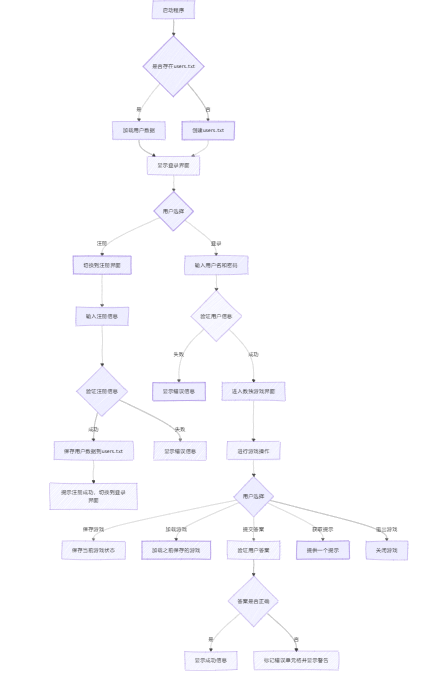 启动程序
是否存在users.txt
是
否
加载用户数据
创建users.txt
显示登录界面
用户选择
注册
登录
切换到注册界面
输入用户名和密码
输入注册信息
验证用户信息
失败
成功
验证注册信息
显示错误信息
进入数独游戏界面
成功
失败
保存用户数据到users.txt
显示错误信息
进行游戏操作
提示注册成功，切换到登录
界面
用户选择
保存游戏
加载游戏
提交答案
获取提示
退出游戏
保存当前游戏状态
加载之前保存的游戏
验证用户答案
提供一个提示
关闭游戏
答案是否正确
是
否
显示成功信息
标记错误单元格并显示警告